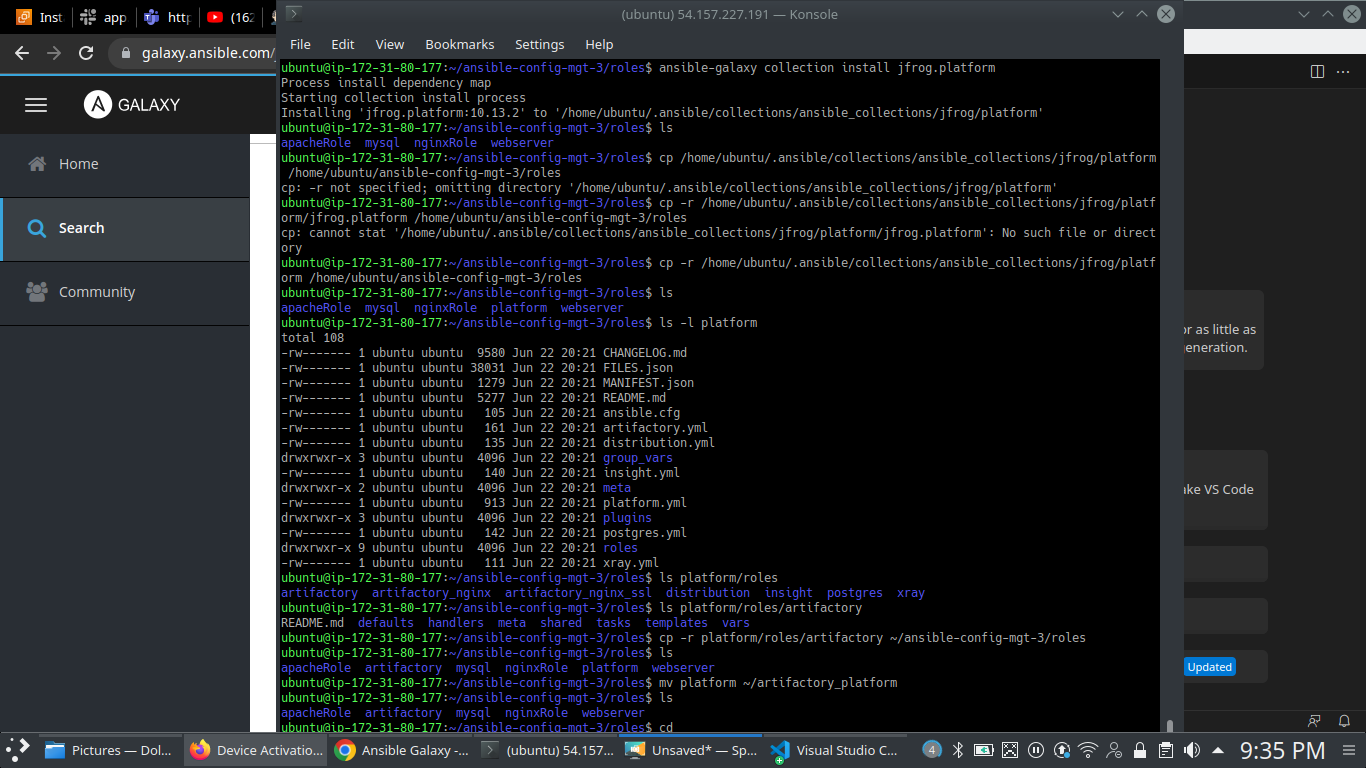 Inst
app
http
(162
(ubuntu) 54.157.227.191 — Konsole
galaxy.ansible.com/
File Edit View Bookmarks Settings Help
GALAXY
Home
Search
Community
ubuntu@ip-172-31-80-177:~/ansible-config-mgt-3/roles$ ansible-galaxy collection install jfrog.platform
Process install dependency map
Starting collection install process
Installing 'jfrog.platform:10.13.2' to '/home/ubuntu/.ansible/collections/ansible_collections/jfrog/platform'
ubuntu@ip-172-31-80-177:~/ansible-config-mgt-3/roles$ ls
apacheRole mysql nginxRole webserver
ubuntu@ip-172-31-80-177:~/ansible-config-mgt-3/roles$ cp /home/ubuntu/.ansible/collections/ansible_collections/jfrog/platform
/home/ubuntu/ansible-config-mgt-3/roles
cp: -r not specified; omitting directory '/home/ubuntu/.ansible/collections/ansible_collections/jfrog/platform'
ubuntu@ip-172-31-80-177:~/ansible-config-mgt-3/roles$ cp -r /home/ubuntu/.ansible/collections/ansible_collections/jfrog/platf
orm/jfrog.platform /home/ubuntu/ansible-config-mgt-3/roles
cp: cannot stat '/home/ubuntu/.ansible/collections/ansible_collections/jfrog/platform/jfrog.platform': No such file or direct
ory
ubuntu@ip-172-31-80-177:~/ansible-config-mgt-3/roles$ cp -r /home/ubuntu/.ansible/collections/ansible_collections/jfrog/platf
orm /home/ubuntu/ansible-config-mgt-3/roles
ubuntu@ip-172-31-80-177:~/ansible-config-mgt-3/roles$ ls
apacheRole mysql nginxRole platform webserver
ubuntu@ip-172-31-80-177:~/ansible-config-mgt-3/roles$ ls -l platform
total 108
-rw------- 1 ubuntu ubuntu 9580 Jun 22 20:21 CHANGELOG.md
-rw------- 1 ubuntu ubuntu 38031 Jun 22 20:21 FILES.json
-rw------- 1 ubuntu ubuntu 1279 Jun 22 20:21 MANIFEST.json
-rw------- 1 ubuntu ubuntu 5277 Jun 22 20:21 README.md
-rw------- 1 ubuntu ubuntu 105 Jun 22 20:21 ansible.cfg
-rw------- 1 ubuntu ubuntu 161 Jun 22 20:21 artifactory.yml
-rw------- 1 ubuntu ubuntu 135 Jun 22 20:21 distribution.yml
drwxrwxr-x 3 ubuntu ubuntu 4096 Jun 22 20:21 group_vars
-rw------- 1 ubuntu ubuntu 140 Jun 22 20:21 insight.yml
drwxrwxr-x 2 ubuntu ubuntu 4096 Jun 22 20:21 meta
-rw------- 1 ubuntu ubuntu 913 Jun 22 20:21 platform.yml
drwxrwxr-x 3 ubuntu ubuntu 4096 Jun 22 20:21 plugins
-rw------- 1 ubuntu ubuntu 142 Jun 22 20:21 postgres.yml
drwxrwxr-x 9 ubuntu ubuntu 4096 Jun 22 20:21 roles
-rw------- 1 ubuntu ubuntu 111 Jun 22 20:21 xray.yml
ubuntu@ip-172-31-80-177:~/ansible-config-mgt-3/roles$ ls platform/roles
artifactory artifactory_nginx artifactory_nginx_ssl distribution insight postgres xray
ubuntu@ip-172-31-80-177:~/ansible-config-mgt-3/roles$ ls platform/roles/artifactory
README.md defaults handlers meta shared tasks templates vars
ubuntu@ip-172-31-80-177:~/ansible-config-mgt-3/roles$ cp -r platform/roles/artifactory ~/ansible-config-mgt-3/roles
ubuntu@ip-172-31-80-177:~/ansible-config-mgt-3/roles$ ls
apacheRole artifactory mysql nginxRole platform webserver
ubuntu@ip-172-31-80-177:~/ansible-config-mgt-3/roles$ mv platform ~/artifactory_platform
ubuntu@ip-172-31-80-177:~/ansible-config-mgt-3/roles$ ls
apacheRole artifactory mysql nginxRole webserver
ubuntu@ip-172-31-80-177:~/ansible-config-mgt-3/roles$ cd
or as little as
eneration.
ake VS Code
Updated
Pictures — Dol...
Device Activatio...
Ansible Galaxy -...
(ubuntu) 54.157...
Unsaved* — Sp...
Visual Studio C...
4
9:35 PM